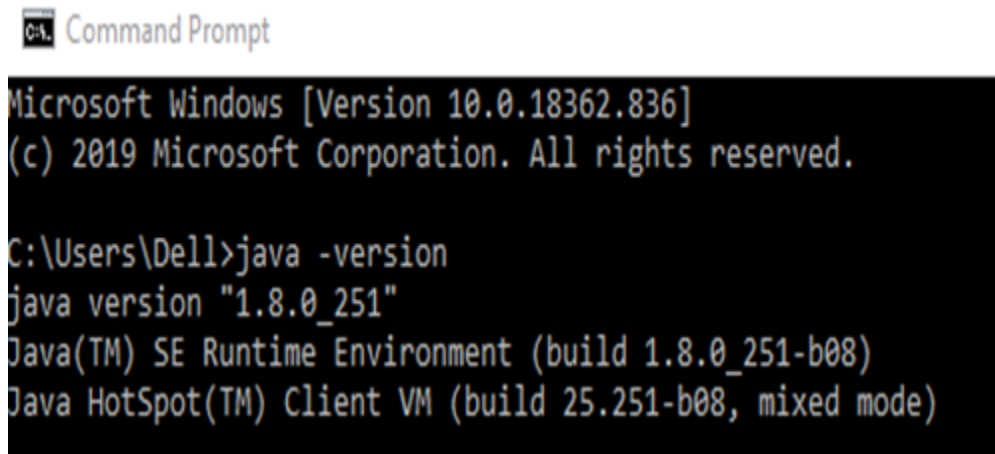 Command Prompt
Microsoft Windows [Version 10.0.18362.836]
(c) 2019 Microsoft Corporation. All rights reserved.
C:\Users\Dell>java -version
java version "1.8.0_251"
Java(TM) SE Runtime Environment (build 1.8.0_251-b08)
Java HotSpot(TM) Client VM (build 25.251-b08, mixed mode)